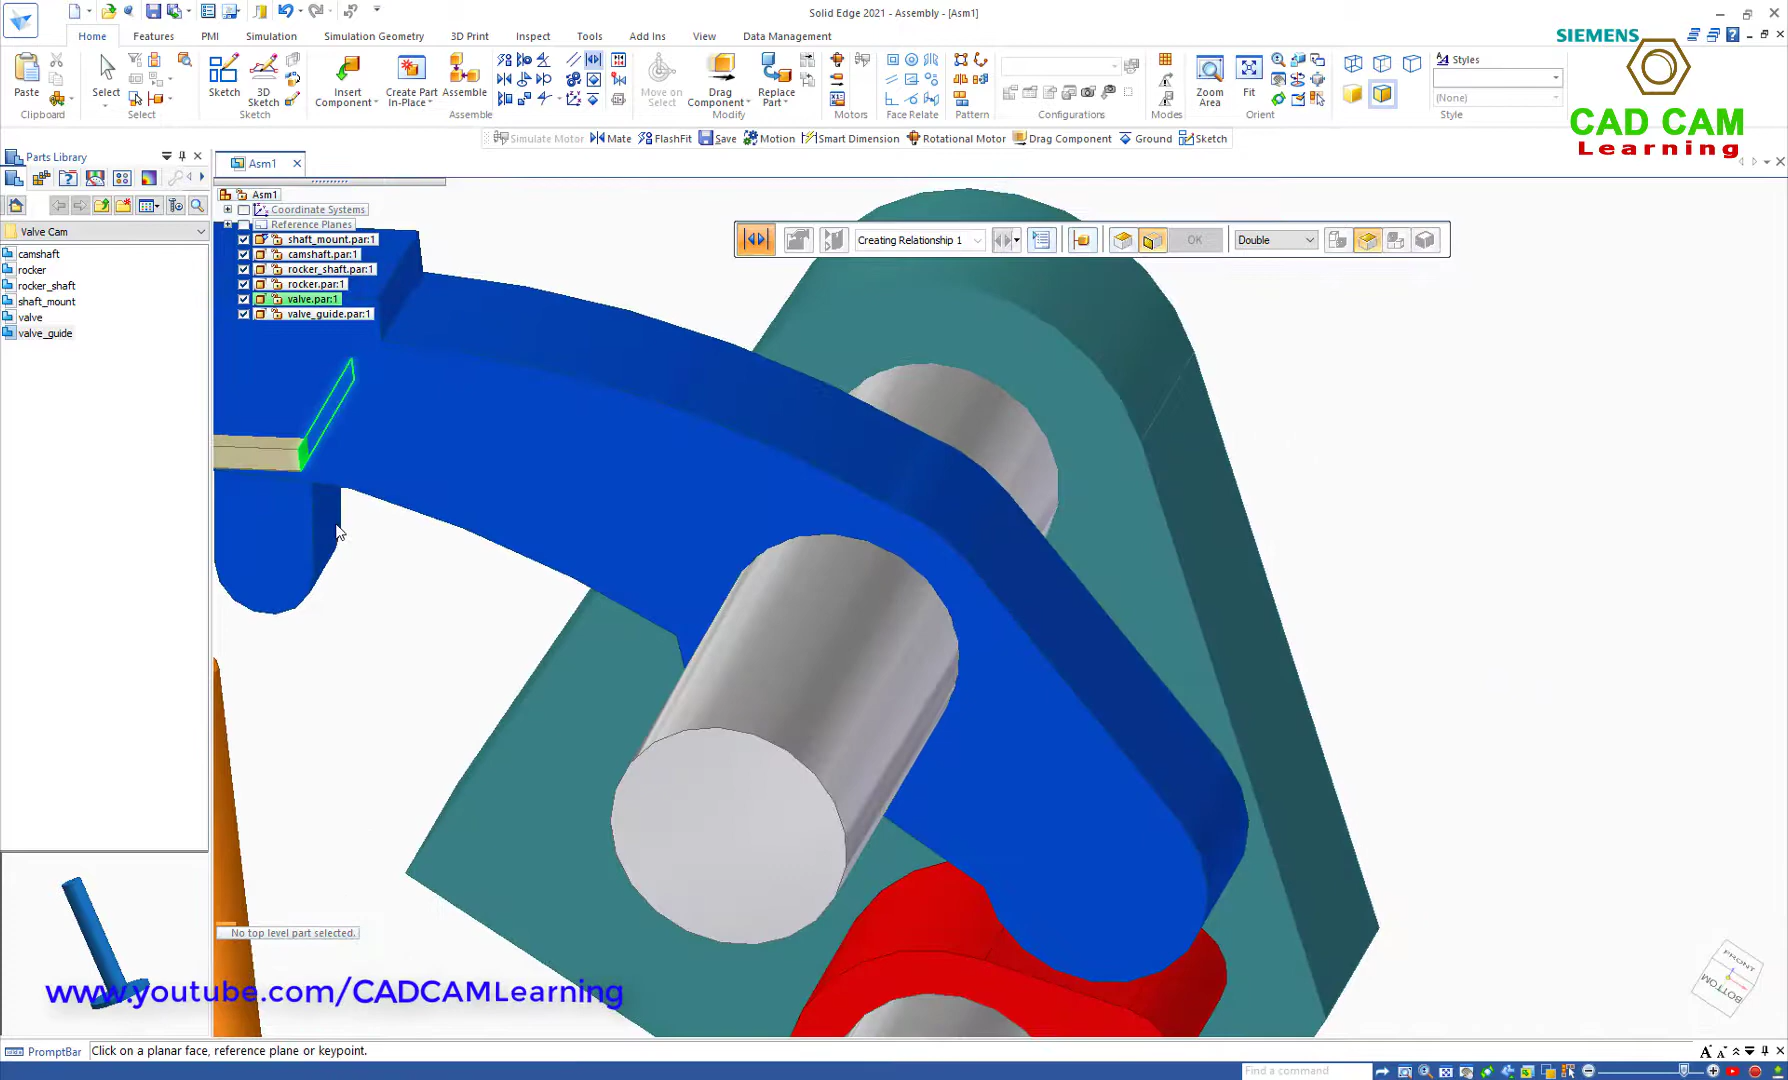 Solid Edge 2021 - Assembly - [Asm1]
Home
Features
PMI
Simulation
Simulation Geometry
3D Print
Inspect
Tools
Add Ins
View
Data Management
SIEMENS
CAD CAM
Learning
Paste
Clipboard
Select
Select
Sketch
3D Sketch
Sketch
Insert Component
Create Part In-Place
Assemble
Assemble
Move on Select
Drag Component
Replace Part
Modify
Motors
Face Relate
Pattern
Configurations
Modes
Zoom Area
Fit
Orient
Styles
(None)
Style
Simulate Motor
Mate
FlashFit
Save
Motion
Smart Dimension
Rotational Motor
Drag Component
Ground
Sketch
Parts Library
Asm1
Valve Cam
camshaft
rocker
rocker_shaft
shaft_mount
valve
valve_guide
Asm1
Coordinate Systems
Reference Planes
shaft_mount.par:1
camshaft.par:1
rocker_shaft.par:1
rocker.par:1
valve.par:1
valve_guide.par:1
Creating Relationship 1
OK
Double
No top level part selected.
FRONT
BOTTOM
www.youtube.com/CADCAMLearning
PromptBar
Click on a planar face, reference plane or keypoint.
Find a command